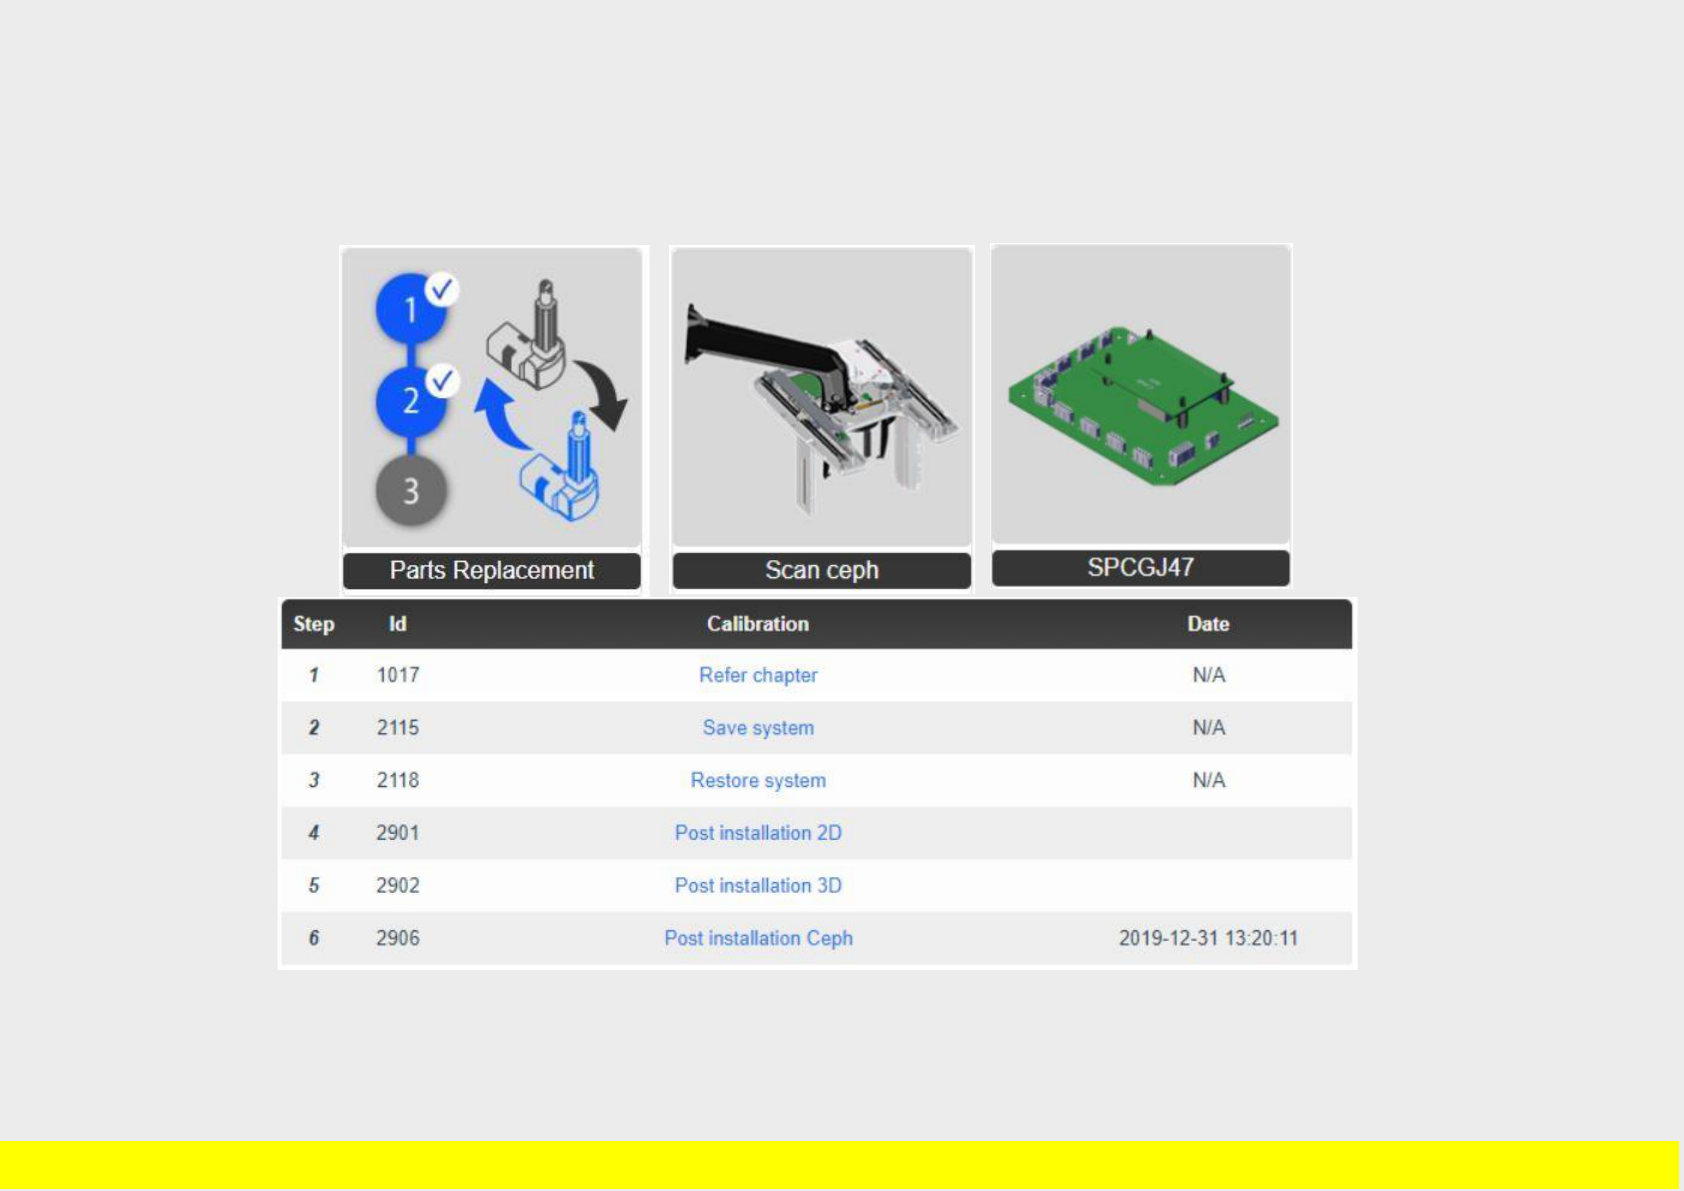 1
2
3
Parts Replacement
Scan ceph
SPCGJ47
Step Id Calibration Date
1 1017 Refer chapter N/A
2 2115 Save system N/A
3 2118 Restore system N/A
4 2901 Post installation 2D
5 2902 Post installation 3D
6 2906 Post installation Ceph 2019-12-31 13:20:11